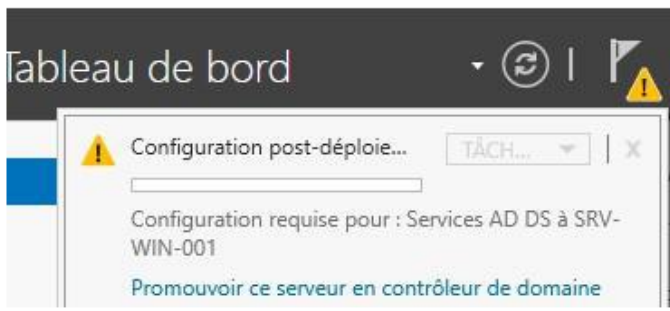 Tableau de bord
Configuration post-déploie...
TÂCH...
Configuration requise pour : Services AD DS à SRV-
WIN-001
Promouvoir ce serveur en contrôleur de domaine